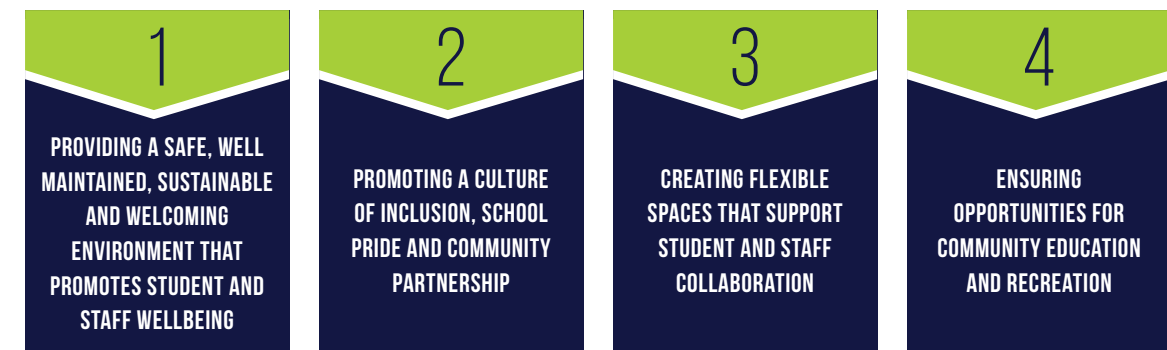 1
PROVIDING A SAFE, WELL
MAINTAINED, SUSTAINABLE
AND WELCOMING
ENVIRONMENT THAT
PROMOTES STUDENT AND
STAFF WELLBEING
2
PROMOTING A CULTURE
OF INCLUSION, SCHOOL
PRIDE AND COMMUNITY
PARTNERSHIP
3
CREATING FLEXIBLE
SPACES THAT SUPPORT
STUDENT AND STAFF
COLLABORATION
4
ENSURING
OPPORTUNITIES FOR
COMMUNITY EDUCATION
AND RECREATION